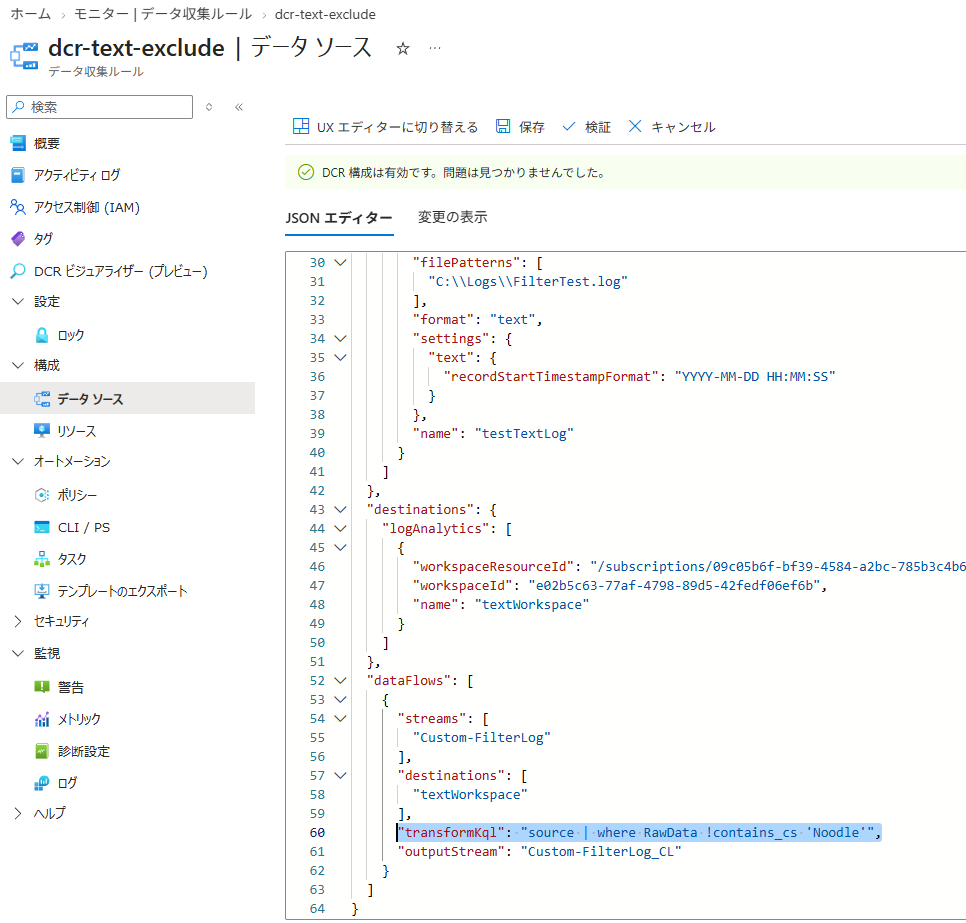 ホーム > モニター | データ収集ルール > dcr-text-exclude
dcr-text-exclude | データ ソース ☆ …
データ収集ルール
検索
«
概要
アクティビティ ログ
アクセス制御 (IAM)
タグ
DCR ビジュアライザー (プレビュー)
設定
ロック
構成
データ ソース
リソース
オートメーション
ポリシー
CLI / PS
タスク
テンプレートのエクスポート
セキュリティ
監視
警告
メトリック
診断設定
ログ
ヘルプ
UX エディターに切り替える 保存 検証 キャンセル
DCR 構成は有効です。問題は見つかりませんでした。
JSON エディター 変更の表示
30 "filePatterns": [
31 "C:\\Logs\\FilterTest.log"
32 ],
33 "format": "text",
34 "settings": {
35 "text": {
36 "recordStartTimestampFormat": "YYYY-MM-DD HH:MM:SS"
37 }
38 },
39 "name": "testTextLog"
40 }
41 ]
42 },
43 "destinations": {
44 "logAnalytics": [
45 {
46 "workspaceResourceId": "/subscriptions/09c05b6f-bf39-4584-a2bc-785b3c4b6
47 "workspaceId": "e02b5c63-77af-4798-89d5-42fedf06ef6b",
48 "name": "textWorkspace"
49 }
50 ]
51 },
52 "dataFlows": [
53 {
54 "streams": [
55 "Custom-FilterLog"
56 ],
57 "destinations": [
58 "textWorkspace"
59 ],
60 "transformKql": "source | where RawData !contains_cs 'Noodle'",
61 "outputStream": "Custom-FilterLog_CL"
62 }
63 ]
64 }